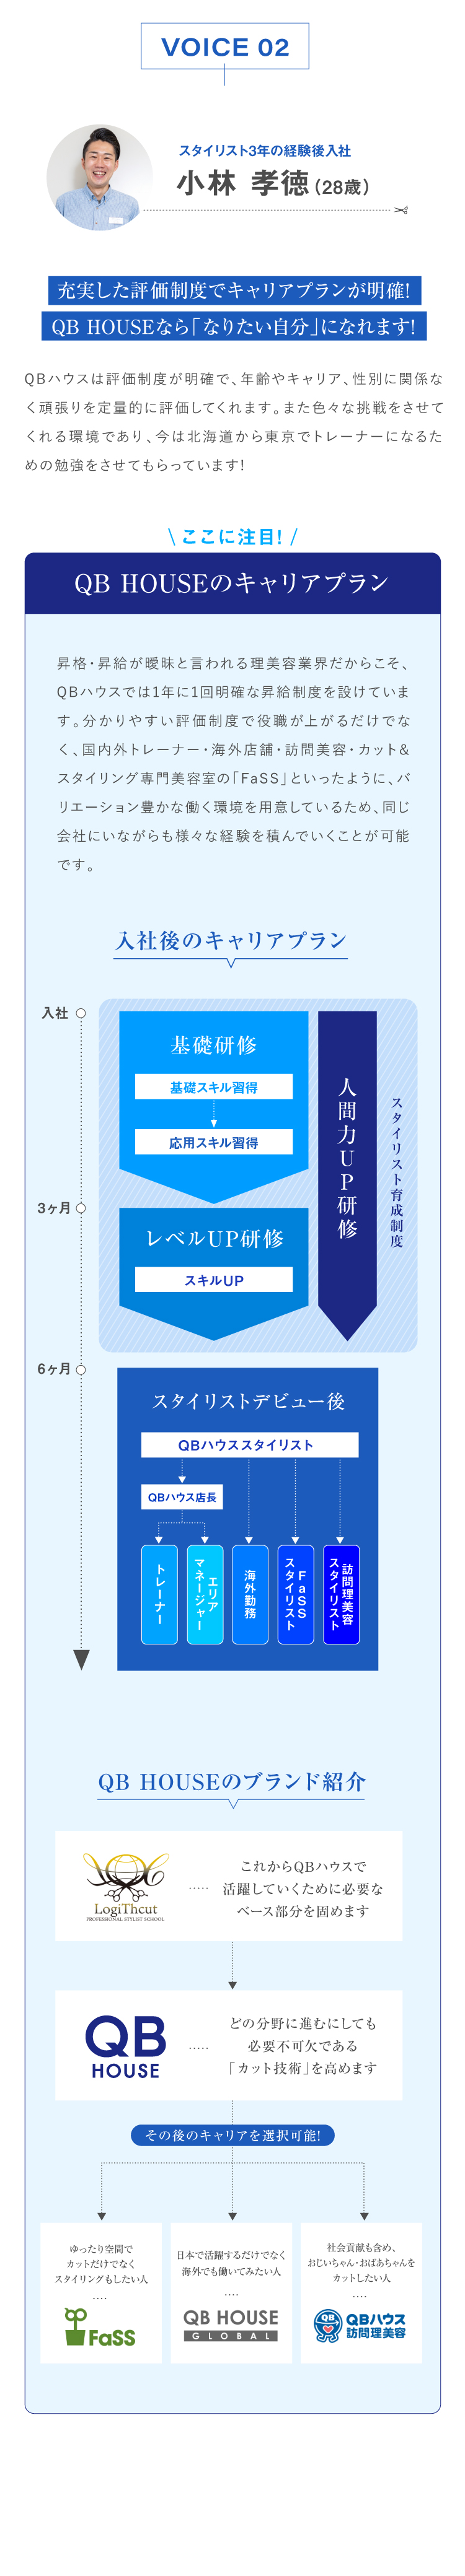 VOICE 02
スタイリスト3年の経験後入社
小林 孝徳（28歳）
充実した評価制度でキャリアプランが明確!
QB HOUSEなら「なりたい自分」になれます!
QBハウスは評価制度が明確で、年齢やキャリア、性別に関係な
く頑張りを定量的に評価してくれます。また色々な挑戦をさせて
くれる環境であり、今は北海道から東京でトレーナーになるた
めの勉強をさせてもらっています!
\ ここに注目! /
QB HOUSEのキャリアプラン
昇格・昇給が曖昧と言われる理美容業界だからこそ、
QBハウスでは1年に1回明確な昇給制度を設けていま
す。分かりやすい評価制度で役職が上がるだけでな
く、国内外トレーナー・海外店舗・訪問美容・カット&
スタイリング専門美容室の「FaSS」といったように、バ
リエーション豊かな働く環境を用意しているため、同じ
会社にいながらも様々な経験を積んでいくことが可能
です。
入社後のキャリアプラン
入社
基礎研修
基礎スキル習得
応用スキル習得
人間力UP研修
スタイリスト育成制度
3ヶ月
レベルUP研修
スキルUP
6ヶ月
スタイリストデビュー後
QBハウススタイリスト
QBハウス店長
トレーナー
エリア
マネージャー
海外勤務
FaSS
スタイリスト
訪問理美容
スタイリスト
QB HOUSEのブランド紹介
LogiThcut
PROFESSIONAL STYLIST SCHOOL
.....
これからQBハウスで
活躍していくために必要な
ベース部分を固めます
QB
HOUSE
.....
どの分野に進むにしても
必要不可欠である
「カット技術」を高めます
その後のキャリアを選択可能!
ゆったり空間で
カットだけでなく
スタイリングもしたい人
....
FaSS
日本で活躍するだけでなく
海外でも働いてみたい人
....
QB HOUSE
GLOBAL
社会貢献も含め、
おじいちゃん・おばあちゃんを
カットしたい人
....
QB
QBハウス
訪問理美容